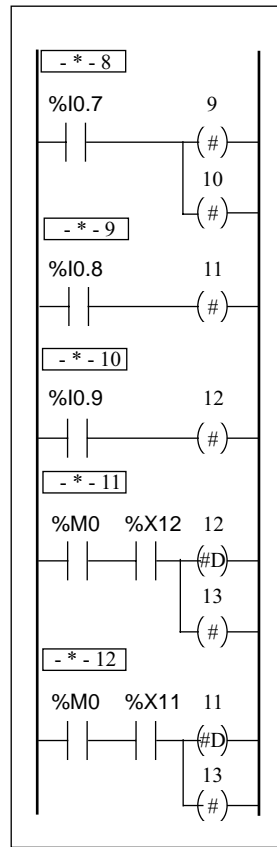 - * - 8
%I0.7 9
(#)
10
(#)
- * - 9
%I0.8 11
(#)
- * - 10
%I0.9 12
(#)
- * - 11
%M0 %X12 12
(#D)
13
(#)
- * - 12
%M0 %X11 11
(#D)
13
(#)